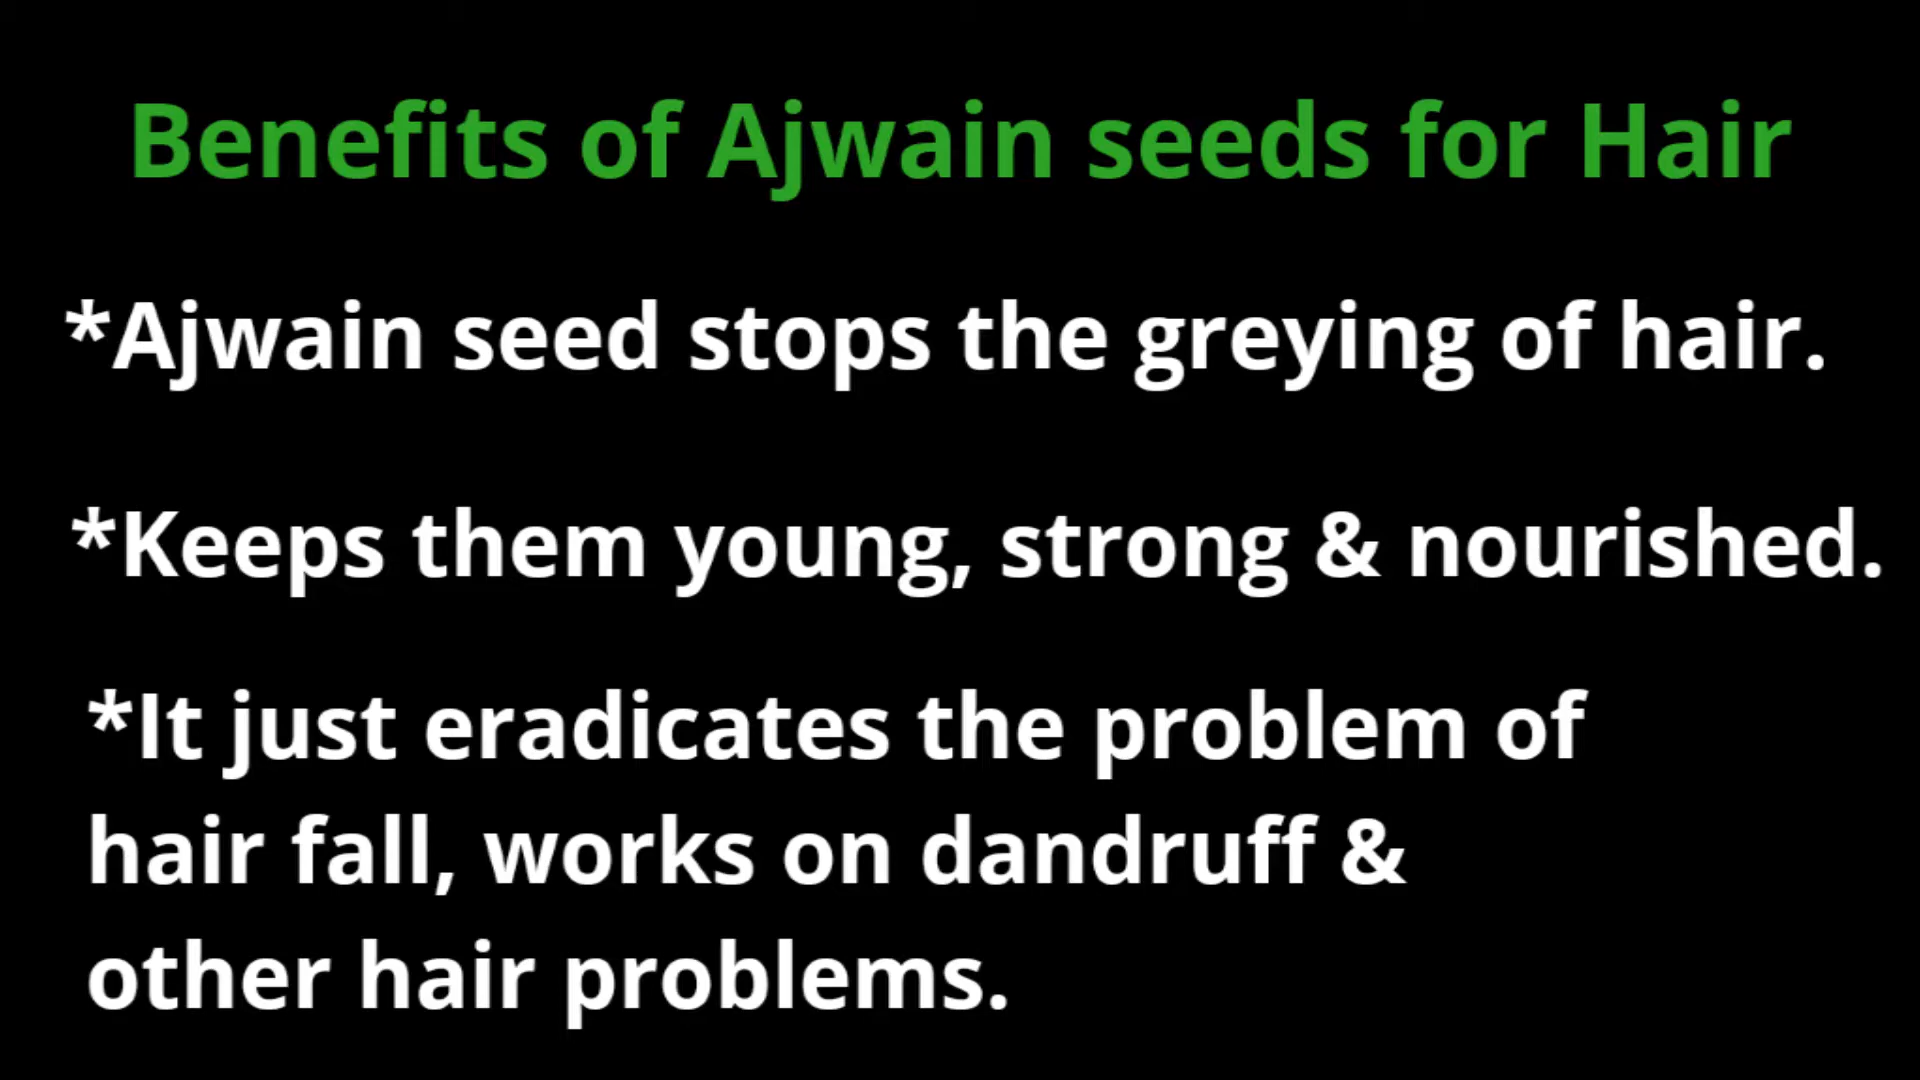 Benefits of Ajwain seeds for Hair
*Ajwain seed stops the greying of hair.
*Keeps them young, strong & nourished.
*It just eradicates the problem of
hair fall, works on dandruff &
other hair problems.